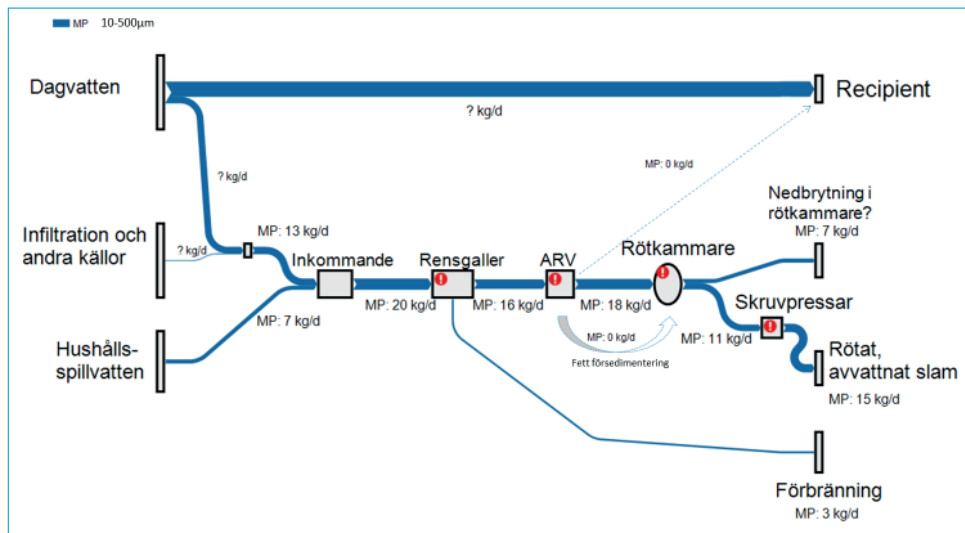 MP 10-500µm
Dagvatten
Recipient
? kg/d
MP: 0 kg/d
? kg/d
Nedbrytning i
rötkammare?
MP: 7 kg/d
Infiltration och
andra källor
? kg/d
MP: 13 kg/d
Inkommande
Rensgaller
ARV
Rötkammare
MP: 20 kg/d
MP: 16 kg/d
MP: 18 kg/d
Skruvpressar
MP: 7 kg/d
MP: 0 kg/d
MP: 11 kg/d
Fett försedimentering
Hushålls-
spillvatten
Rötat,
avvattnat slam
MP: 15 kg/d
Förbränning
MP: 3 kg/d